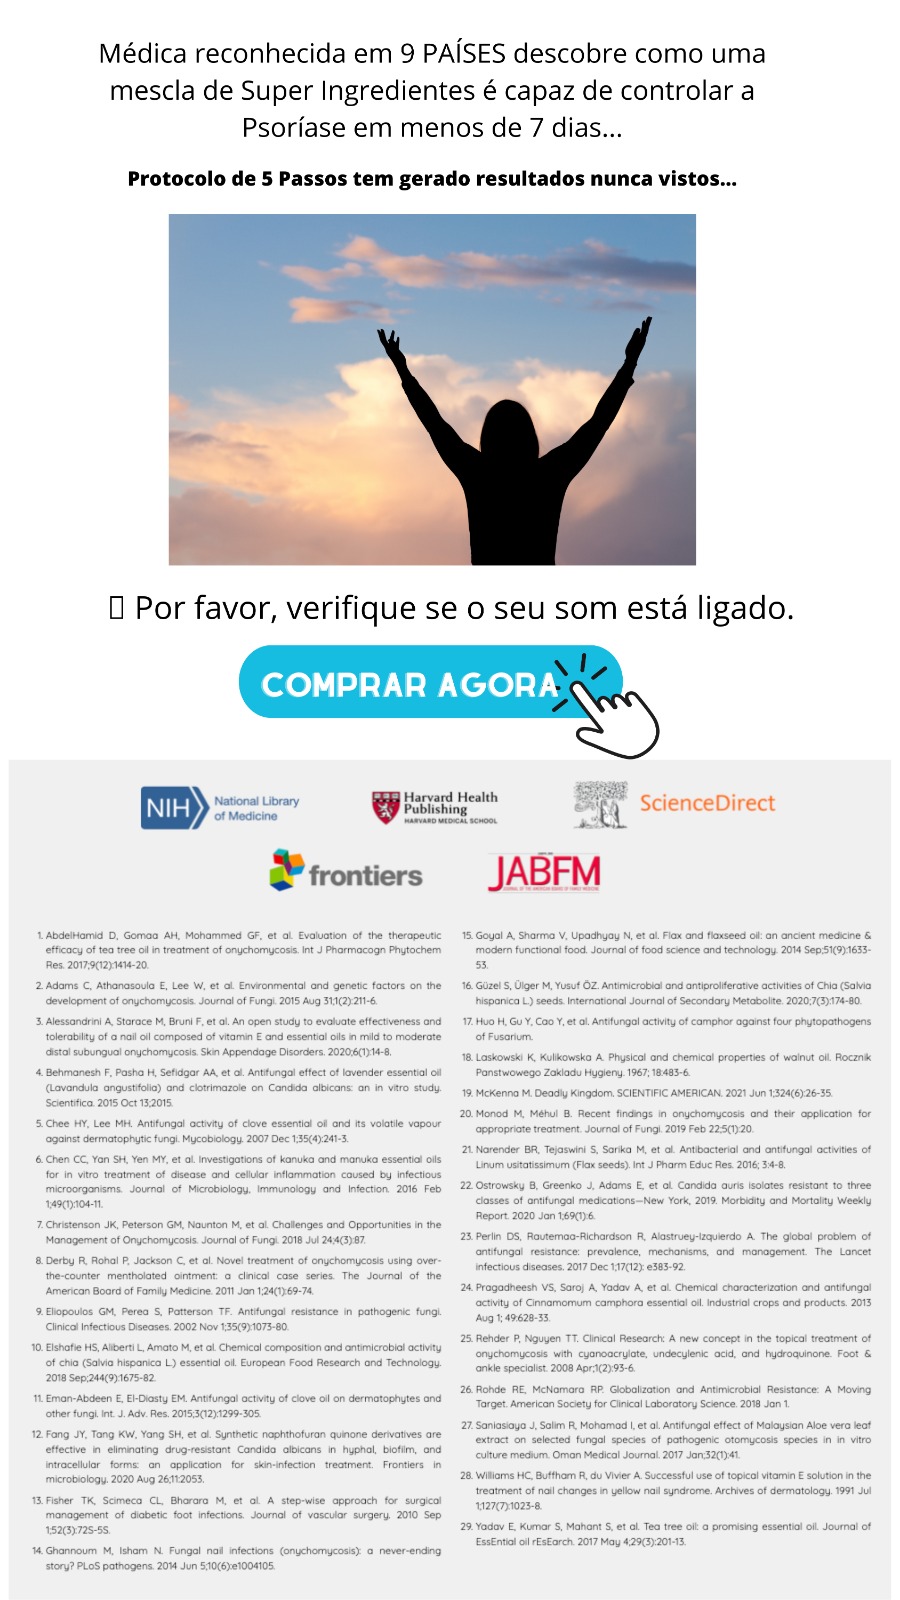 Médica reconhecida em 9 PAÍSES descobre como uma
mescla de Super Ingredientes é capaz de controlar a
Psoríase em menos de 7 dias...
Protocolo de 5 Passos tem gerado resultados nunca vistos...
Por favor, verifique se o seu som está ligado.
COMPRAR AGORA
NIH National Library
of Medicine
Harvard Health
Publishing
HARVARD MEDICAL SCHOOL
ScienceDirect
frontiers
JABFM
JOURNAL OF THE AMERICAN BOARD OF FAMILY MEDICINE
1. AbdelHamid D, Gomaa AH, Mohammed GF, et al. Evaluation of the therapeutic
efficacy of tea tree oil in treatment of onychomycosis. Int J Pharmacogn Phytochem
Res. 2017;9(12):1414-20.
2. Adams C, Athanasoula E, Lee W, et al. Environmental and genetic factors on the
development of onychomycosis. Journal of Fungi. 2015 Aug 31;1(2):211-6.
3. Alessandrini A, Starace M, Bruni F, et al. An open study to evaluate effectiveness and
tolerability of a nail oil composed of vitamin E and essential oils in mild to moderate
distal subungual onychomycosis. Skin Appendage Disorders. 2020;6(1):14-8.
4. Behmanesh F, Pasha H, Sefidgar AA, et al. Antifungal effect of lavender essential oil
(Lavandula angustifolia) and clotrimazole on Candida albicans: an in vitro study.
Scientifica. 2015 Oct 13;2015.
5. Chee HY, Lee MH. Antifungal activity of clove essential oil and its volatile vapour
against dermatophytic fungi. Mycobiology. 2007 Dec 1;35(4):241-3.
6. Chen CC, Yan SH, Yen MY, et al. Investigations of kanuka and manuka essential oils
for in vitro treatment of disease and cellular inflammation caused by infectious
microorganisms. Journal of Microbiology, Immunology and Infection. 2016 Feb
1;49(1):104-11.
7. Christenson JK, Peterson GM, Naunton M, et al. Challenges and Opportunities in the
Management of Onychomycosis. Journal of Fungi. 2018 Jul 24;4(3):87.
8. Derby R, Rohal P, Jackson C, et al. Novel treatment of onychomycosis using over-
the-counter mentholated ointment: a clinical case series. The Journal of the
American Board of Family Medicine. 2011 Jan 1;24(1):69-74.
9. Eliopoulos GM, Perea S, Patterson TF. Antifungal resistance in pathogenic fungi.
Clinical Infectious Diseases. 2002 Nov 1;35(9):1073-80.
10. Elshafie HS, Aliberti L, Amato M, et al. Chemical composition and antimicrobial activity
of chia (Salvia hispanica L.) essential oil. European Food Research and Technology.
2018 Sep;244(9):1675-82.
11. Eman-Abdeen E, El-Diasty EM. Antifungal activity of clove oil on dermatophytes and
other fungi. Int. J. Adv. Res. 2015;3(12):1299-305.
12. Fang JY, Tang KW, Yang SH, et al. Synthetic naphthofuran quinone derivatives are
effective in eliminating drug-resistant Candida albicans in hyphal, biofilm, and
intracellular forms: an application for skin-infection treatment. Frontiers in
microbiology. 2020 Aug 26;11:2053.
13. Fisher TK, Scimeca CL, Bharara M, et al. A step-wise approach for surgical
management of diabetic foot infections. Journal of vascular surgery. 2010 Sep
1;52(3):72S-5S.
14. Ghannoum M, Isham N. Fungal nail infections (onychomycosis): a never-ending
story? PLoS pathogens. 2014 Jun 5;10(6):e1004105.
15. Goyal A, Sharma V, Upadhyay N, et al. Flax and flaxseed oil: an ancient medicine &
modern functional food. Journal of food science and technology. 2014 Sep;51(9):1633-
53.
16. Güzel S, Ülger M, Yusuf ÖZ. Antimicrobial and antiproliferative activities of Chia (Salvia
hispanica L.) seeds. International Journal of Secondary Metabolite. 2020;7(3):174-80.
17. Huo H, Gu Y, Cao Y, et al. Antifungal activity of camphor against four phytopathogens
of Fusarium.
18. Laskowski K, Kulikowska A. Physical and chemical properties of walnut oil. Rocznik
Panstwowego Zakladu Hygieny. 1967; 18:483-6.
19. McKenna M. Deadly Kingdom. SCIENTIFIC AMERICAN. 2021 Jun 1;324(6):26-35.
20. Monod M, Méhul B. Recent findings in onychomycosis and their application for
appropriate treatment. Journal of Fungi. 2019 Feb 22;5(1):20.
21. Narender BR, Tejaswini S, Sarika M, et al. Antibacterial and antifungal activities of
Linum usitatissimum (Flax seeds). Int J Pharm Educ Res. 2016; 3:4-8.
22. Ostrowsky B, Greenko J, Adams E, et al. Candida auris isolates resistant to three
classes of antifungal medications—New York, 2019. Morbidity and Mortality Weekly
Report. 2020 Jan 1;69(1):6.
23. Perlin DS, Rautemaa-Richardson R, Alastruey-Izquierdo A. The global problem of
antifungal resistance: prevalence, mechanisms, and management. The Lancet
infectious diseases. 2017 Dec 1;17(12): e383-92.
24. Pragadheesh VS, Saroj A, Yadav A, et al. Chemical characterization and antifungal
activity of Cinnamomum camphora essential oil. Industrial crops and products. 2013
Aug 1; 49:628-33.
25. Rehder P, Nguyen TT. Clinical Research: A new concept in the topical treatment of
onychomycosis with cyanoacrylate, undecylenic acid, and hydroquinone. Foot &
ankle specialist. 2008 Apr;1(2):93-6.
26. Rohde RE, McNamara RP. Globalization and Antimicrobial Resistance: A Moving
Target. American Society for Clinical Laboratory Science. 2018 Jan 1.
27. Saniasiaya J, Salim R, Mohamad I, et al. Antifungal effect of Malaysian Aloe vera leaf
extract on selected fungal species of pathogenic otomycosis species in in vitro
culture medium. Oman Medical Journal. 2017 Jan;32(1):41.
28. Williams HC, Buffham R, du Vivier A. Successful use of topical vitamin E solution in the
treatment of nail changes in yellow nail syndrome. Archives of dermatology. 1991 Jul
1;127(7):1023-8.
29. Yadav E, Kumar S, Mahant S, et al. Tea tree oil: a promising essential oil. Journal of
EssEntial oil rEsEarch. 2017 May 4;29(3):201-13.